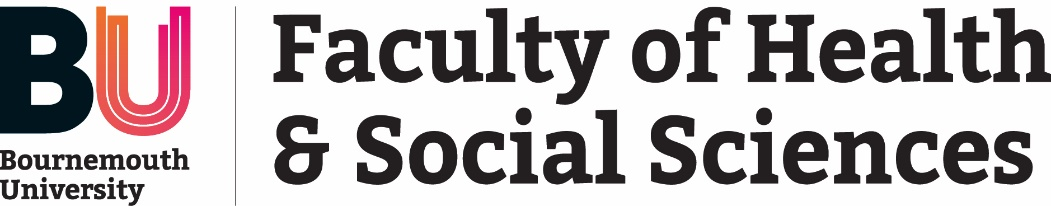 BU
Bournemouth
University
Faculty of Health
& Social Sciences